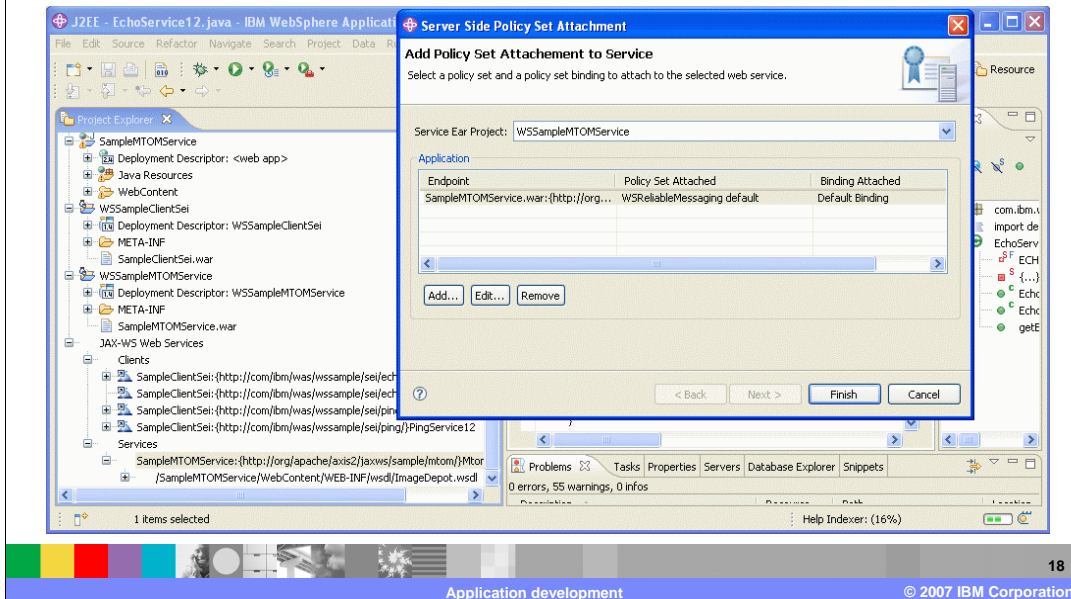 J2EE - EchoService12.java - IBM WebSphere Applicati
File Edit Source Refactor Navigate Search Project Data
Resource
Project Explorer
SampleMTOMService
Deployment Descriptor: <web app>
Java Resources
WebContent
WSSampleClientSei
Deployment Descriptor: WSSampleClientSei
META-INF
SampleClientSei.war
WSSampleMTOMService
Deployment Descriptor: WSSampleMTOMService
META-INF
SampleMTOMService.war
JAX-WS Web Services
Clients
SampleClientSei:{http://com/ibm/was/wssample/sei/ech
SampleClientSei:{http://com/ibm/was/wssample/sei/ech
SampleClientSei:{http://com/ibm/was/wssample/sei/pin
SampleClientSei:{http://com/ibm/was/wssample/sei/ping/}PingService12
Services
SampleMTOMService:{http://org/apache/axis2/jaxws/sample/mtom/}Mtor
/SampleMTOMService/WebContent/WEB-INF/wsdl/ImageDepot.wsdl
Server Side Policy Set Attachment
Add Policy Set Attachement to Service
Select a policy set and a policy set binding to attach to the selected web service.
Service Ear Project: WSSampleMTOMService
Application
Endpoint Policy Set Attached Binding Attached
SampleMTOMService.war:{http://org... WSReliableMessaging default Default Binding
Add... Edit... Remove
< Back Next > Finish Cancel
com.ibm.
import de
EchoServ
ECH
{...}
Echo
Echo
getE
Problems Tasks Properties Servers Database Explorer Snippets
0 errors, 55 warnings, 0 infos
1 items selected
Help Indexer: (16%)
18
Application development
© 2007 IBM Corporation